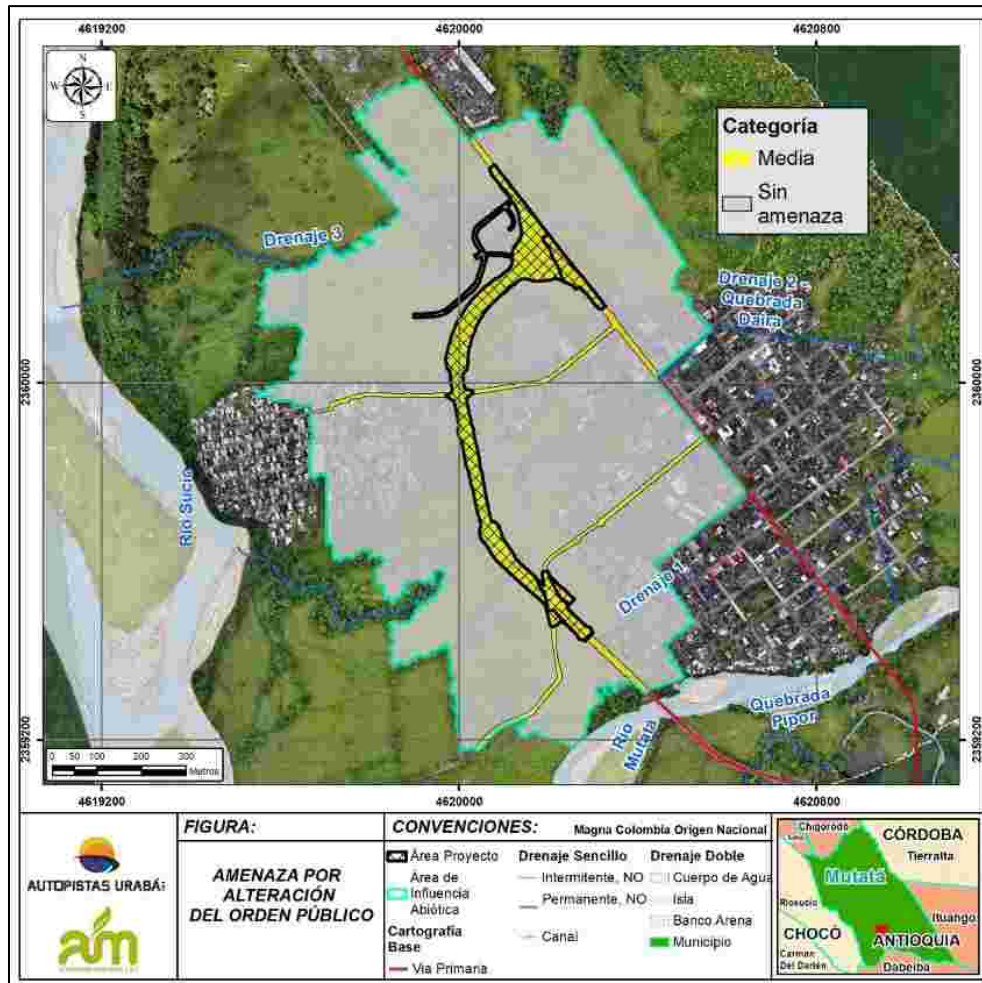 4619200
4620000
4620800
N
W
E
S
Categoría
Media
Sin
amenaza
Drenaje 3
Drenaje 2 -
Quebrada
Daira
2360000
2360000
Río Sucio
Drenaje 1
Quebrada
Pipor
Río
Mutatá
2359200
2359200
0 50 100 200 300
Metros
4619200
4620000
4620800
AUTOPISTAS URABÁ
aim
FIGURA:
AMENAZA POR
ALTERACIÓN
DEL ORDEN PÚBLICO
CONVENCIONES:
Magna Colombia Origen Nacional
Área Proyecto
Área de
Influencia
Abiótica
Cartografía
Base
Via Primaria
Drenaje Sencillo
Intermitente, NO
Permanente, NO
Canal
Drenaje Doble
Cuerpo de Agua
Isla
Banco Arena
Municipio
Chigorodó
CÓRDOBA
Tierralta
Mutatá
Riosucio
Ituango
CHOCÓ
ANTIOQUIA
Carmen
Del Darién
Dabeiba